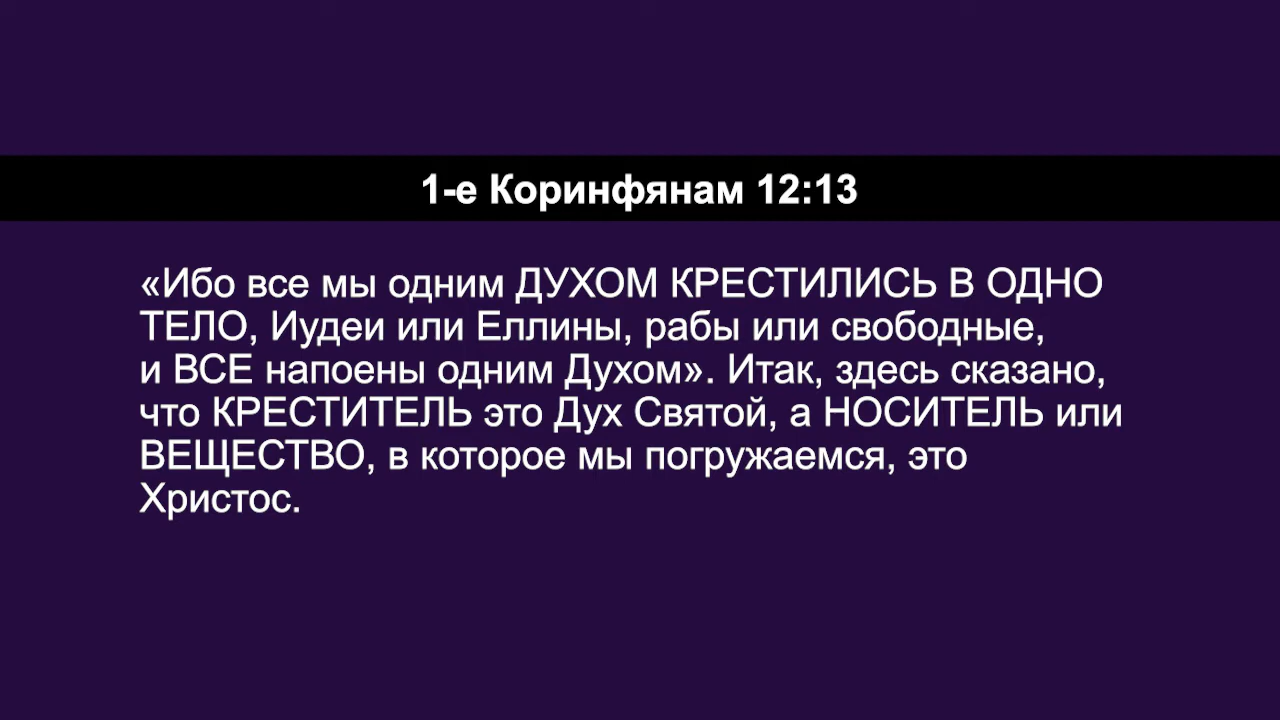 1-е Коринфянам 12:13
«Ибо все мы одним ДУХОМ КРЕСТИЛИСЬ В ОДНО
ТЕЛО, Иудеи или Еллины, рабы или свободные,
и ВСЕ напоены одним Духом». Итак, здесь сказано,
что КРЕСТИТЕЛЬ это Дух Святой, а НОСИТЕЛЬ или
ВЕЩЕСТВО, в которое мы погружаемся, это
Христос.